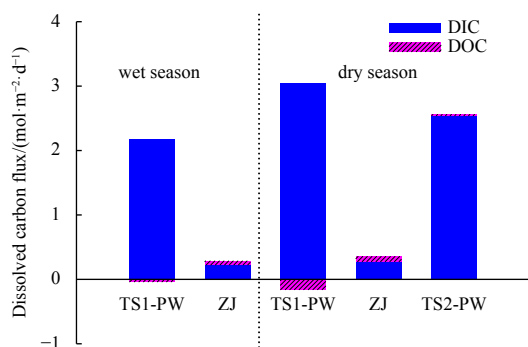 DIC
DOC
wet season
dry season
Dissolved carbon flux/(mol·m⁻²·d⁻¹)
4
3
2
1
0
−1
TS1-PW ZJ TS1-PW ZJ TS2-PW